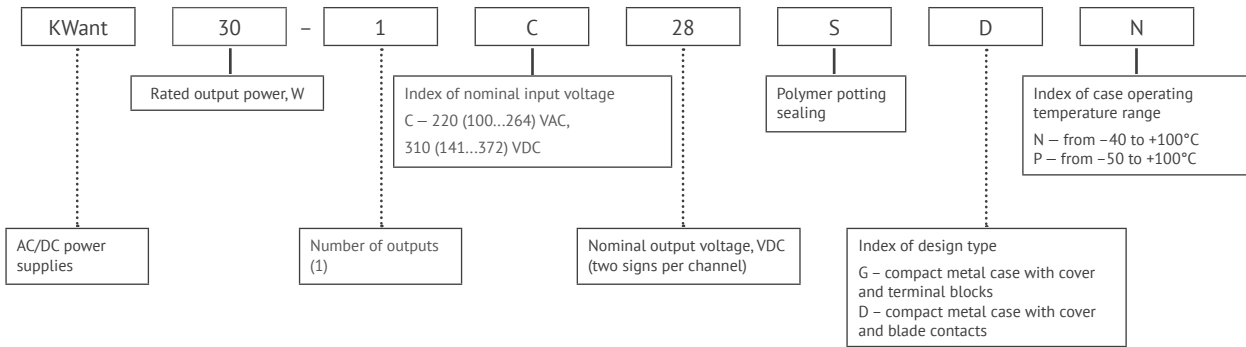 KWant 30 – 1 C 28 S D N
Rated output power, W
Index of nominal input voltage
C — 220 (100...264) VAC,
310 (141...372) VDC
Polymer potting
sealing
Index of case operating
temperature range
N — from –40 to +100°C
P — from –50 to +100°C
AC/DC power
supplies
Number of outputs
(1)
Nominal output voltage, VDC
(two signs per channel)
Index of design type
G – compact metal case with cover
and terminal blocks
D – compact metal case with cover
and blade contacts